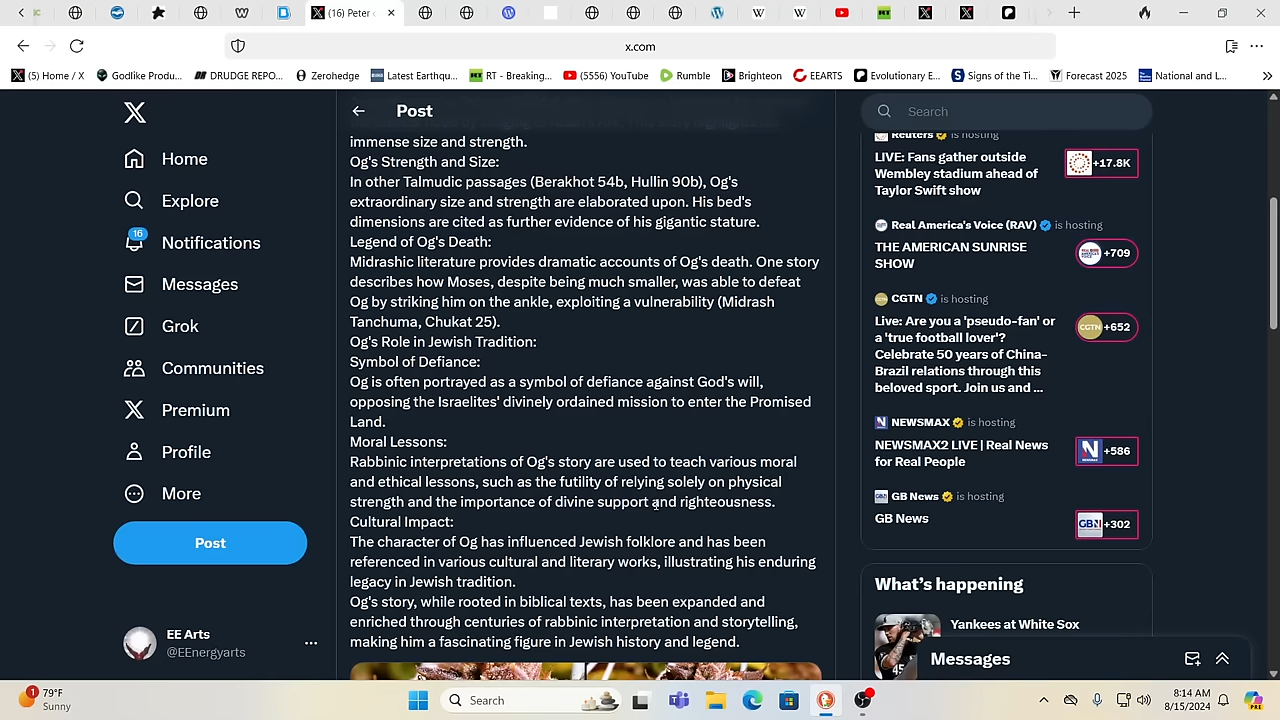 (16) Peter
x.com
(5) Home / X
Godlike Produ...
DRUDGE REPO...
Zerohedge
Latest Earthqu...
RT - Breaking...
(5556) YouTube
Rumble
Brighteon
EEARTS
Evolutionary E...
Signs of the Ti...
Forecast 2025
National and L...
Home
Explore
16
Notifications
Messages
Grok
Communities
Premium
Profile
More
Post
EE Arts
@EEnergyarts
Post
immense size and strength.
Og's Strength and Size:
In other Talmudic passages (Berakhot 54b, Hullin 90b), Og's
extraordinary size and strength are elaborated upon. His bed's
dimensions are cited as further evidence of his gigantic stature.
Legend of Og's Death:
Midrashic literature provides dramatic accounts of Og's death. One story
describes how Moses, despite being much smaller, was able to defeat
Og by striking him on the ankle, exploiting a vulnerability (Midrash
Tanchuma, Chukat 25).
Og's Role in Jewish Tradition:
Symbol of Defiance:
Og is often portrayed as a symbol of defiance against God's will,
opposing the Israelites' divinely ordained mission to enter the Promised
Land.
Moral Lessons:
Rabbinic interpretations of Og's story are used to teach various moral
and ethical lessons, such as the futility of relying solely on physical
strength and the importance of divine support and righteousness.
Cultural Impact:
The character of Og has influenced Jewish folklore and has been
referenced in various cultural and literary works, illustrating his enduring
legacy in Jewish tradition.
Og's story, while rooted in biblical texts, has been expanded and
enriched through centuries of rabbinic interpretation and storytelling,
making him a fascinating figure in Jewish history and legend.
Search
Reuters is hosting
LIVE: Fans gather outside
Wembley stadium ahead of
Taylor Swift show
+17.8K
Real America's Voice (RAV) is hosting
THE AMERICAN SUNRISE
SHOW
+709
CGTN is hosting
Live: Are you a 'pseudo-fan' or
a 'true football lover'?
Celebrate 50 years of China-
Brazil relations through this
beloved sport. Join us and ...
CGTN +652
NEWSMAX is hosting
NEWSMAX2 LIVE | Real News
for Real People
+586
GB News is hosting
GB News
+302
What's happening
Yankees at White Sox
Messages
1
79°F
Sunny
Search
8:14 AM
8/15/2024